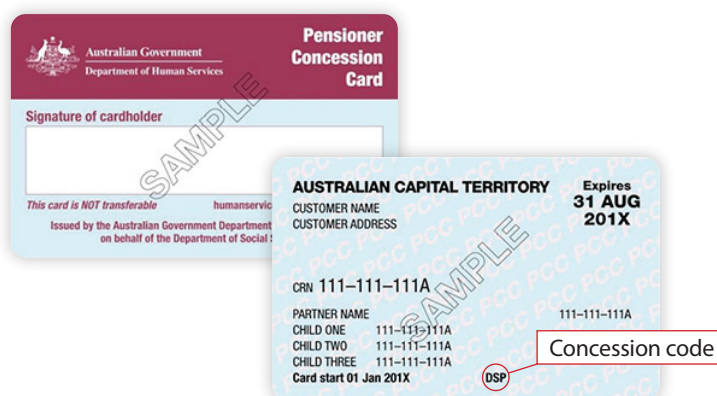 Australian Government
Department of Human Services
Pensioner
Concession
Card
Signature of cardholder
SAMPLE
This card is NOT transferable
Issued by the Australian Government Department
on behalf of the Department of Social
AUSTRALIAN CAPITAL TERRITORY
Expires
31 AUG
201X
CUSTOMER NAME
CUSTOMER ADDRESS
CRN 111–111–111A
SAMPLE
PARTNER NAME 111–111–111A
CHILD ONE 111–111–111A
CHILD TWO 111–111–111A
CHILD THREE 111–111–111A
Card start 01 Jan 201X
DSP
Concession code